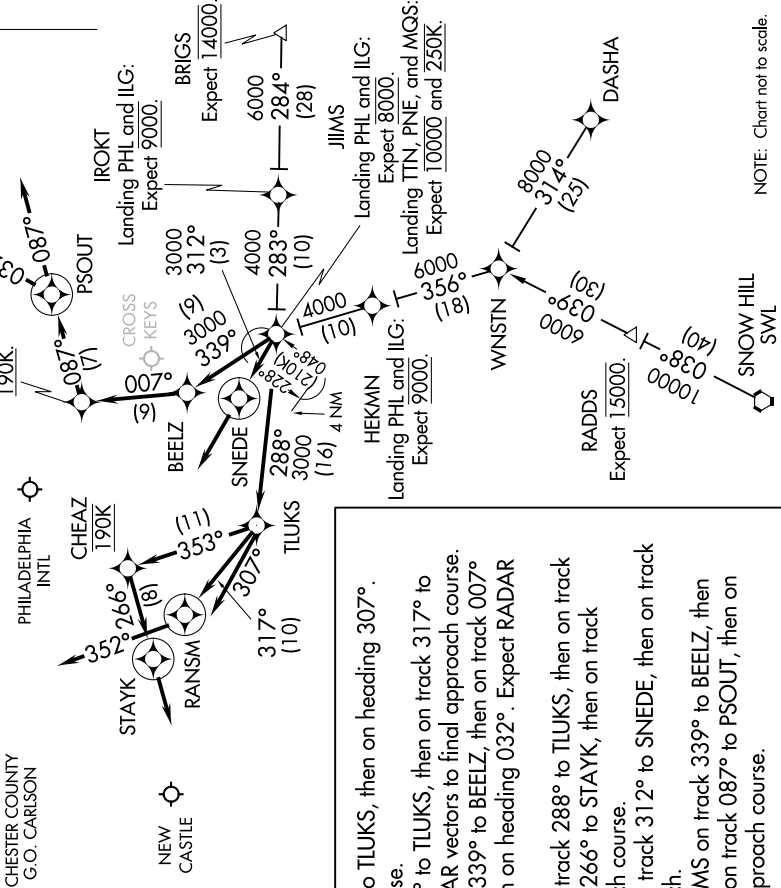 190K.
087°
03
087°
(7)
PSOUT
CROSS
KEYS
007°
(9)
BEELZ
(9)
3000
339°
3000
312°
(3)
IROKT
Landing PHL and ILG:
Expect 9000.
BRIGS
Expect 14000.
6000
284°
(28)
4000
283°
(10)
JIIMS
Landing PHL and ILG:
Expect 8000.
Landing TTN, PNE, and MQS:
Expect 10000 and 250K.
SNEDE
228°
048°
(210K)
4 NM
288°
3000
(16)
4000
(10)
HEKMN
Landing PHL and ILG:
Expect 9000.
6000
356°
(18)
WNSTN
8000
314°
(25)
DASHA
6000
039°
(30)
RADDS
Expect 15000.
10000
038°
(40)
SNOW HILL
SWL
NOTE: Chart not to scale.
PHILADELPHIA
INTL
CHEAZ
190K
(11)
353°
TLUKS
266°
(8)
307°
317°
(10)
352°
STAYK
RANSM
CHESTER COUNTY
G.O. CARLSON
NEW
CASTLE
o TLUKS, then on heading 307°.
se.
° to TLUKS, then on track 317° to
AR vectors to final approach course.
339° to BEELZ, then on track 007°
n on heading 032°. Expect RADAR
track 288° to TLUKS, then on track
266° to STAYK, then on track
h course.
track 312° to SNEDE, then on track
h.
MS on track 339° to BEELZ, then
on track 087° to PSOUT, then on
proach course.